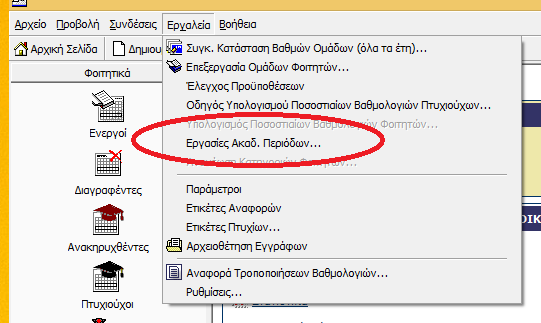 Αρχείο Προβολή Συνδέσεις Εργαλεία Βοήθεια
Αρχική Σελίδα Δημιου
Φοιτητικά
Ενεργοί
Διαγραφέντες
Ανακηρυχθέντες
Πτυχιούχοι
Συγκ. Κατάσταση Βαθμών Ομάδων (όλα τα έτη)...
Επεξεργασία Ομάδων Φοιτητών...
Έλεγχος Προϋποθέσεων
Οδηγός Υπολογισμού Ποσοστιαίων Βαθμολογιών Πτυχιούχων...
Υπολογισμός Ποσοστιαίων Βαθμολογιών Φοιτητών...
Εργασίες Ακαδ. Περιόδων...
Κατηγοριών Φοιτητών...
Παράμετροι
Ετικέτες Αναφορών
Ετικέτες Πτυχίων...
Αρχειοθέτηση Εγγράφων
Αναφορά Τροποποιήσεων Βαθμολογιών...
Ρυθμίσεις...